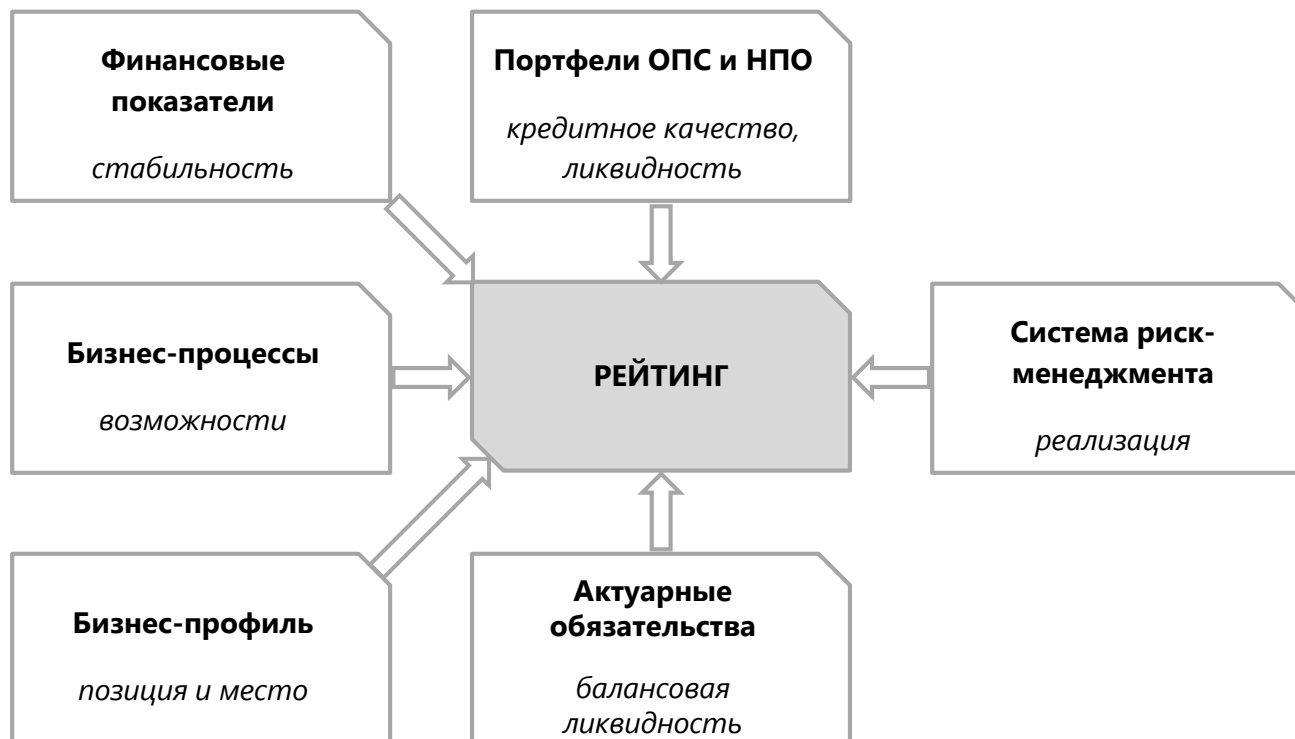 Финансовые
показатели
стабильность
Портфели ОПС и НПО
кредитное качество,
ликвидность
Бизнес-процессы
возможности
РЕЙТИНГ
Система риск-
менеджмента
реализация
Бизнес-профиль
позиция и место
Актуарные
обязательства
балансовая
ликвидность